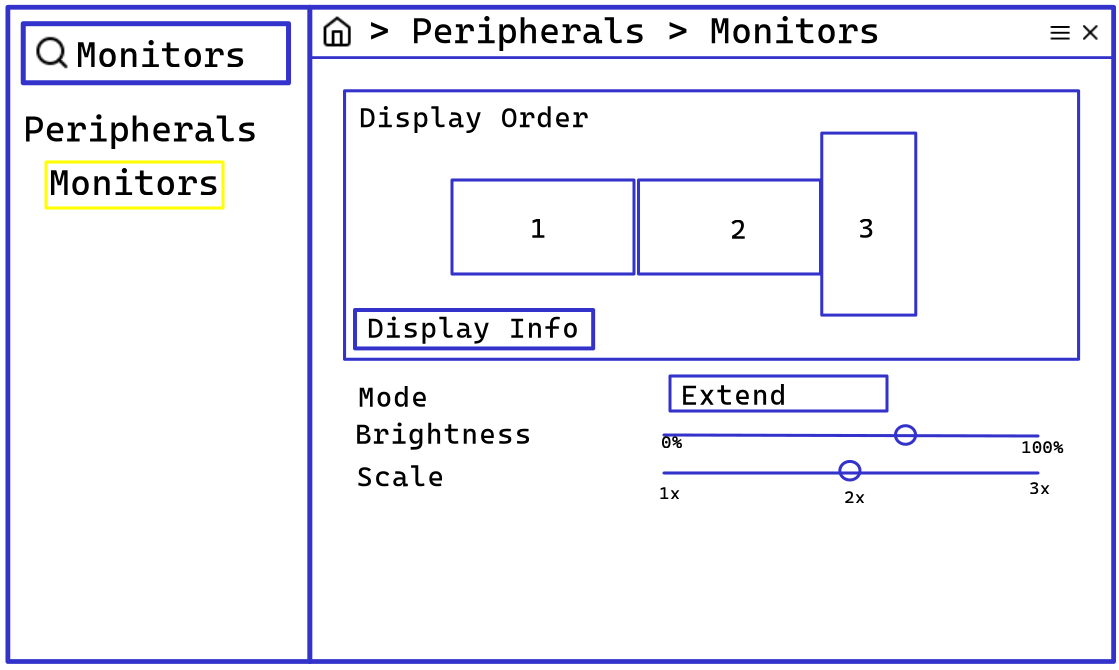 Monitors
Peripherals
Monitors
> Peripherals > Monitors
Display Order
1
2
3
Display Info
Mode
Extend
Brightness
0%
100%
Scale
1x
2x
3x